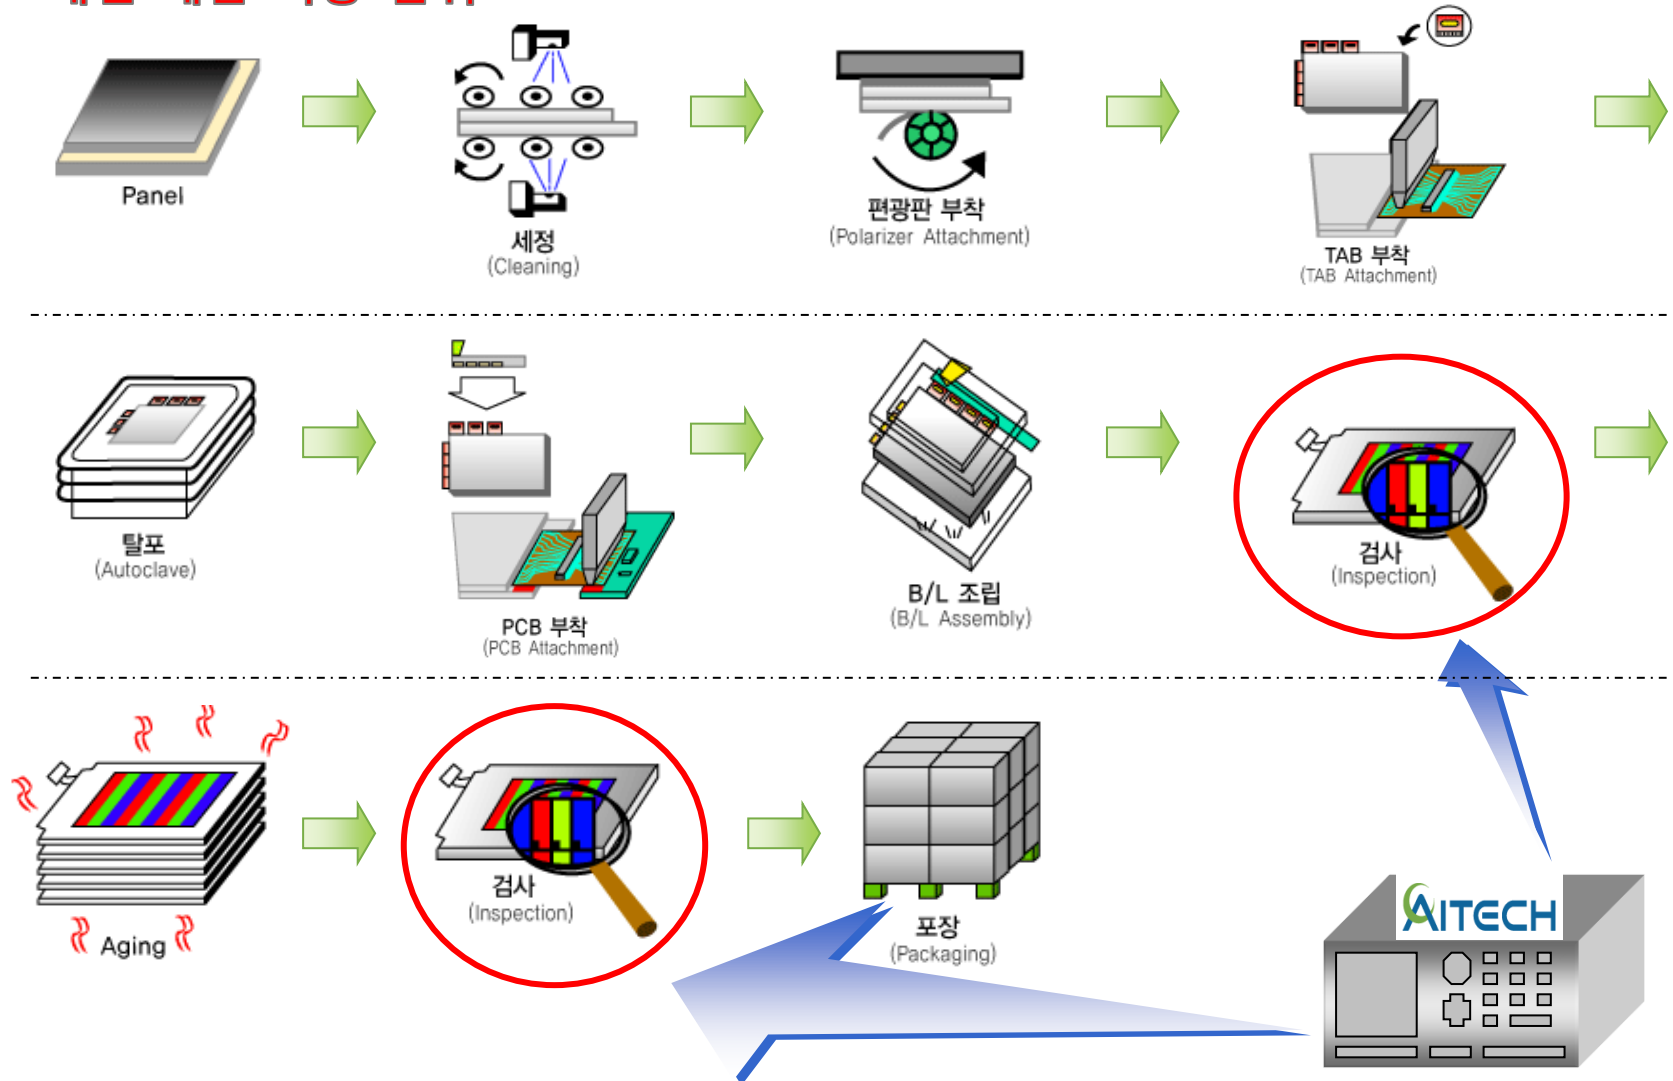 Panel
세정
(Cleaning)
편광판 부착
(Polarizer Attachment)
TAB 부착
(TAB Attachment)
탈포
(Autoclave)
PCB 부착
(PCB Attachment)
B/L 조립
(B/L Assembly)
검사
(Inspection)
Aging
검사
(Inspection)
포장
(Packaging)
AITECH